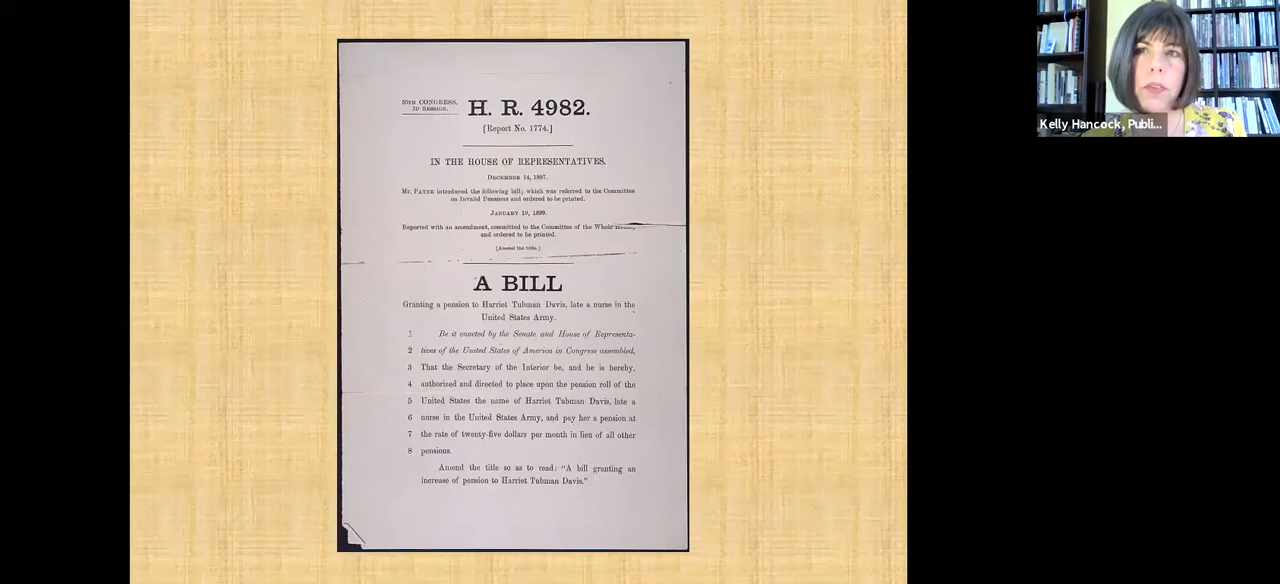 55TH CONGRESS,
3D SESSION.
H. R. 4982.
[Report No. 1774.]
IN THE HOUSE OF REPRESENTATIVES.
DECEMBER 14, 1897.
Mr. PAYNE introduced the following bill; which was referred to the Committee
on Invalid Pensions and ordered to be printed.
JANUARY 19, 1899.
Reported with an amendment, committed to the Committee of the Whole
and ordered to be printed.
A BILL
Granting a pension to Harriet Tubman Davis, late a nurse in the
United States Army.
1 Be it enacted by the Senate and House of Representa-
2 tives of the United States of America in Congress assembled,
3 That the Secretary of the Interior be, and he is hereby,
4 authorized and directed to place upon the pension roll of the
5 United States the name of Harriet Tubman Davis, late a
6 nurse in the United States Army, and pay her a pension at
7 the rate of twenty-five dollars per month in lieu of all other
8 pensions.
Amend the title so as to read: "A bill granting an
increase of pension to Harriet Tubman Davis."
Kelly Hancock, Publi...